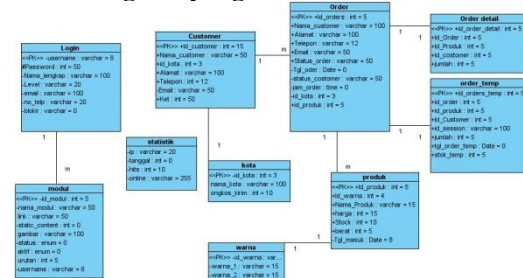 Login
<<PK>> -username : varchar = 8
#Password : int = 50
-Name_lengkap : varchar = 100
-Level : varchar = 20
-email : varchar = 100
-no_telp : varchar = 20
-blokir : varchar = 0
Customer
<<PK>> +id_customer : int = 15
+Nama_customer : varchar = 50
+id_kota : int = 3
+Alamat : varchar = 100
+Telepon : int = 12
-Email : varchar = 50
+Ket : int = 50
Order
<<PK>> +id_orders : int = 5
+Nama_customer : varchar = 100
+Alamat : varchar = 100
+Telepon : varchar = 12
+Email : varchar = 50
+Status_order : varchar = 50
-Tgl_oder : Date = 0
-status_costomer : varchar = 50
-jam_order : time = 0
-id_kota : int = 3
+id_produk : int = 5
Order detail
<<PK>> +id_order_detail : int = 5
+Id_Order : int = 5
+Id_Produk : int = 5
+id_costomer : int = 5
+jumlah : int = 5
order_temp
<<PK>> +id_orders_temp : int = 5
+id_order : int = 5
+id_produk : int = 5
+Id_Customer : int = 5
+id_session : varchar = 100
+jumlah : int = 5
+tgl_order_temp : Date = 0
+stok_temp : int = 5
statistik
-ip : varchar = 20
-tanggal : int = 0
-hits : int = 10
-online : varchar = 255
kota
<<PK>> -id_kota : int = 3
nama_kota : varchar = 100
ongkos_kirim : int = 10
produk
<<PK>> +id_produk : int = 5
+Id_warna : int = 4
+Nama_Produk : varchar = 15
+harga : int = 15
+Stock : int = 10
+berat : int = 5
-Tgl_masuk : Date = 8
modul
<<PK>> -id_modul : int = 5
-nama_modul : varchar = 50
link : varchar = 50
-static_content : int = 0
gambar : varchar = 100
-status : enum = 0
aktif : enum = 0
urutan : int = 5
-username : varchar = 8
warna
<<PK>> -id_warna : var...
-warna_1 : varchar = 15
-warna_2 : varchar = 15
1
m
1
m
1
1
1
1
1
1
1
m
1
1